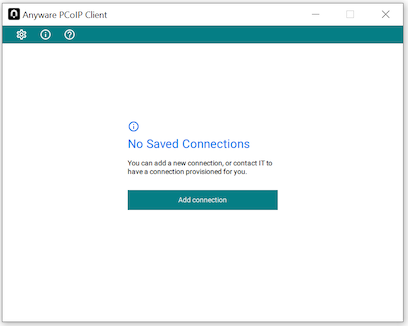 Anyware PCoIP Client
No Saved Connections
You can add a new connection, or contact IT to
have a connection provisioned for you.
Add connection